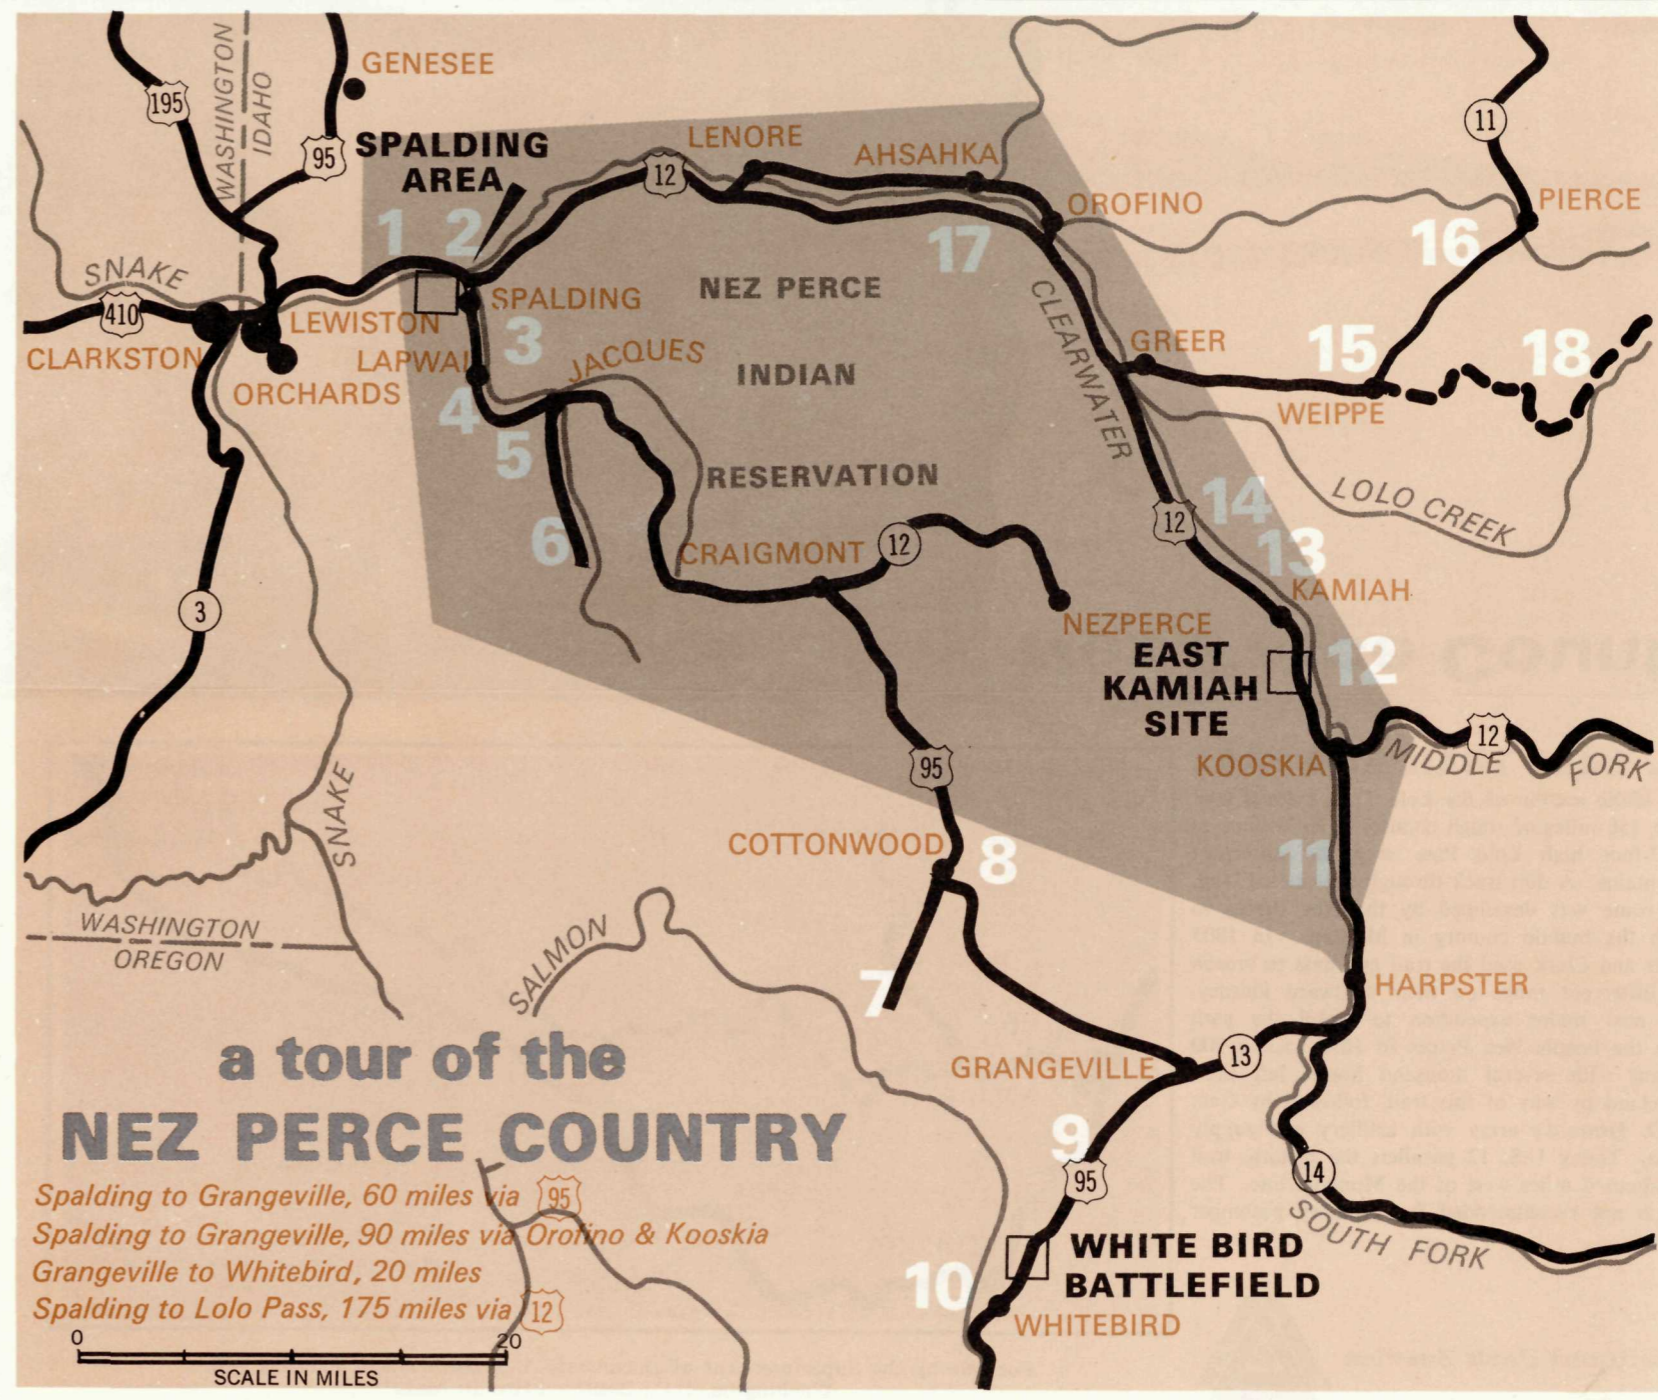 WASHINGTON
IDAHO
195
GENESEE
95
SPALDING
AREA
LENORE
12
AHSAHKA
OROFINO
11
PIERCE
1
2
16
17
SNAKE
410
CLARKSTON
LEWISTON
ORCHARDS
SPALDING
LAPWAI
3
4
5
6
JACQUES
NEZ PERCE
INDIAN
RESERVATION
CLEARWATER
GREER
15
18
WEIPPE
LOLO CREEK
14
12
13
KAMIAH
CRAIGMONT
12
NEZPERCE
EAST
KAMIAH
SITE
12
3
KOOSKIA
12
MIDDLE FORK
95
COTTONWOOD
8
11
SNAKE
WASHINGTON
OREGON
SALMON
7
HARPSTER
GRANGEVILLE
13
9
95
14
SOUTH FORK
WHITE BIRD
BATTLEFIELD
10
WHITEBIRD
a tour of the
NEZ PERCE COUNTRY
Spalding to Grangeville, 60 miles via 95
Spalding to Grangeville, 90 miles via Orofino & Kooskia
Grangeville to Whitebird, 20 miles
Spalding to Lolo Pass, 175 miles via 12
0 20
SCALE IN MILES